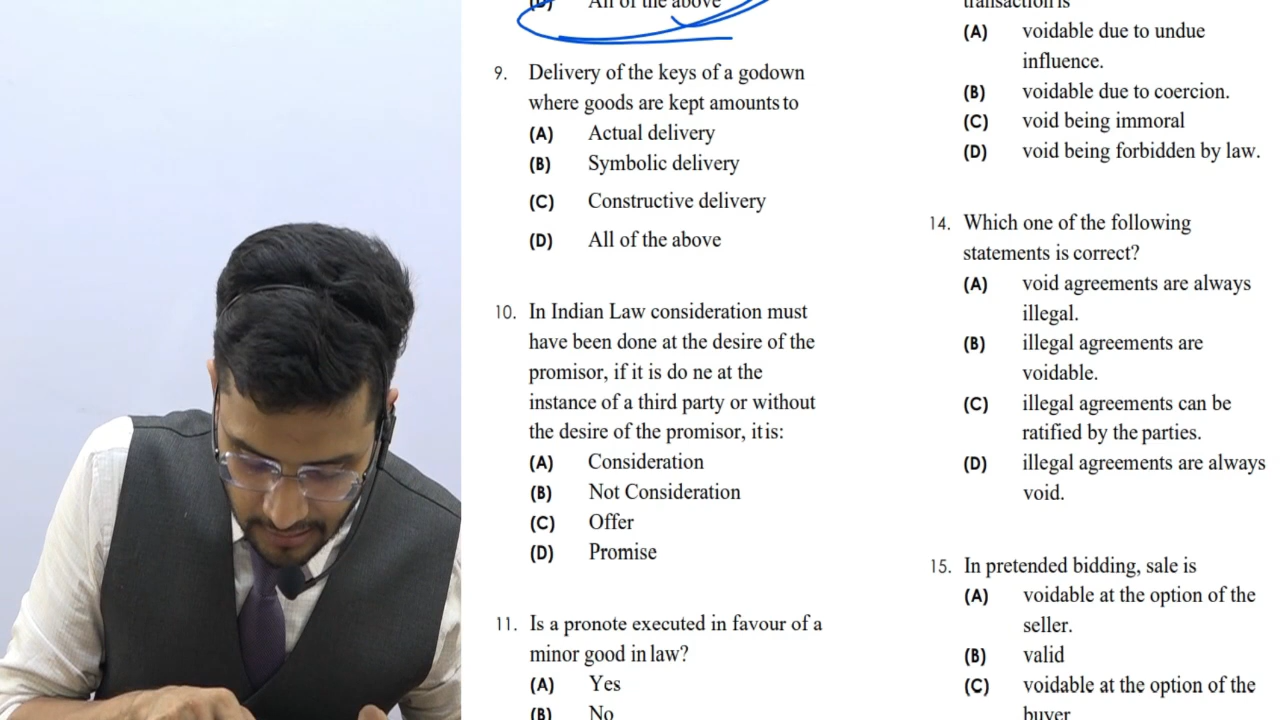 (D) All of the above
9. Delivery of the keys of a godown
where goods are kept amounts to
(A) Actual delivery
(B) Symbolic delivery
(C) Constructive delivery
(D) All of the above
10. In Indian Law consideration must
have been done at the desire of the
promisor, if it is do ne at the
instance of a third party or without
the desire of the promisor, it is:
(A) Consideration
(B) Not Consideration
(C) Offer
(D) Promise
11. Is a pronote executed in favour of a
minor good in law?
(A) Yes
(B) No
transaction is
(A) voidable due to undue
influence.
(B) voidable due to coercion.
(C) void being immoral
(D) void being forbidden by law.
14. Which one of the following
statements is correct?
(A) void agreements are always
illegal.
(B) illegal agreements are
voidable.
(C) illegal agreements can be
ratified by the parties.
(D) illegal agreements are always
void.
15. In pretended bidding, sale is
(A) voidable at the option of the
seller.
(B) valid
(C) voidable at the option of the
buyer